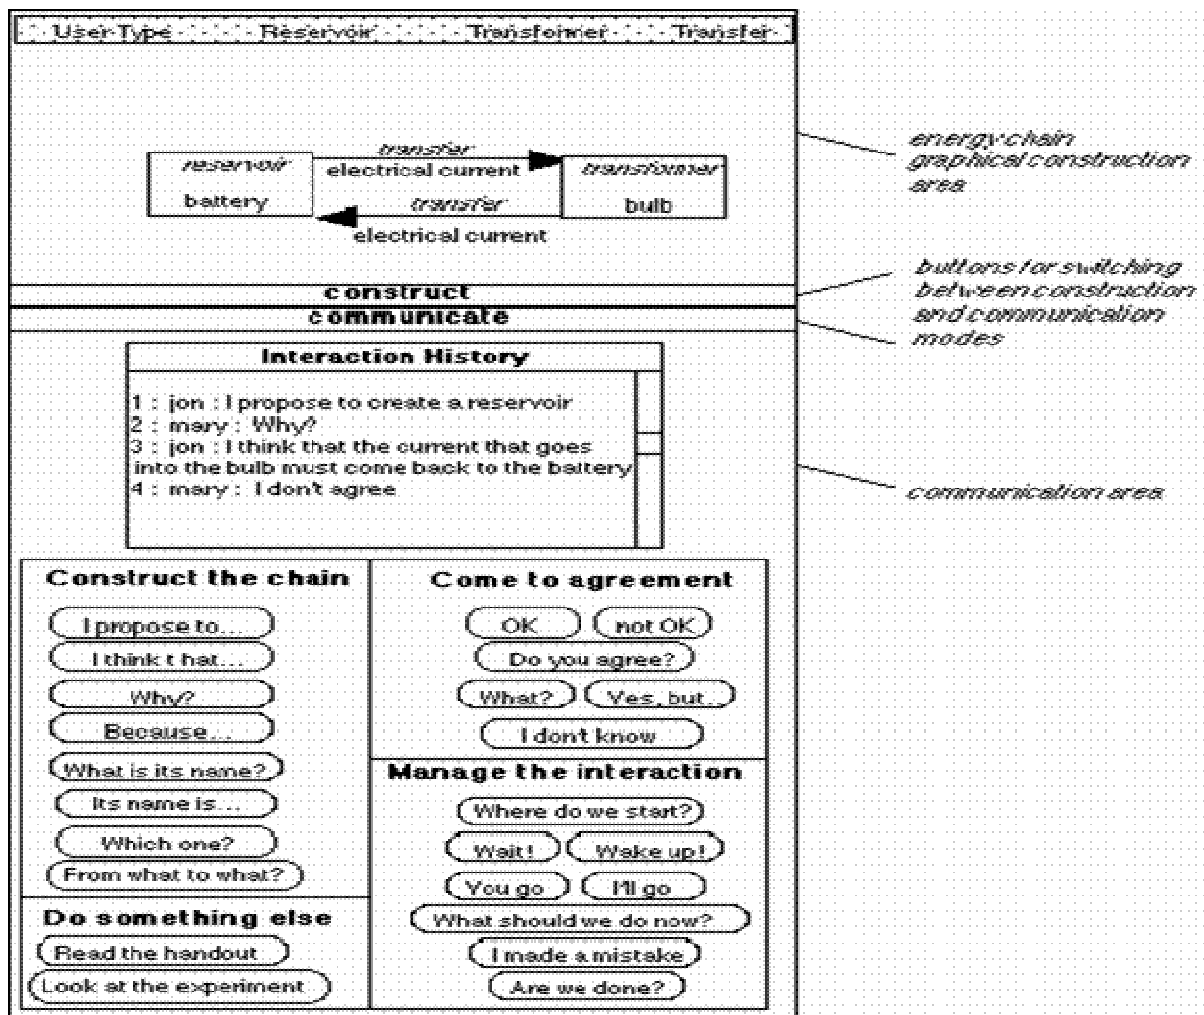 User-Type Reservoir Transformer Transfer
energy chain
graphical construction
area
transfer
reservoir
electrical current
transformer
battery
transfer
bulb
electrical current
buttons for switching
between construction
and communication
modes
construct
communicate
Interaction History
1 : jon : I propose to create a reservoir
2 : mary : Why?
3 : jon : I think that the current that goes
into the bulb must come back to the battery
4 : mary : I don't agree
communication area
Construct the chain
I propose to...
I think t hat...
Why?
Because...
What is its name?
Its name is...
Which one?
From what to what?
Do something else
Read the handout
Look at the experiment
Come to agreement
OK not OK
Do you agree?
What? Yes, but...
I don't know
Manage the interaction
Where do we start?
Wait! Wake up!
You go I'll go
What should we do now?
I made a mistake
Are we done?